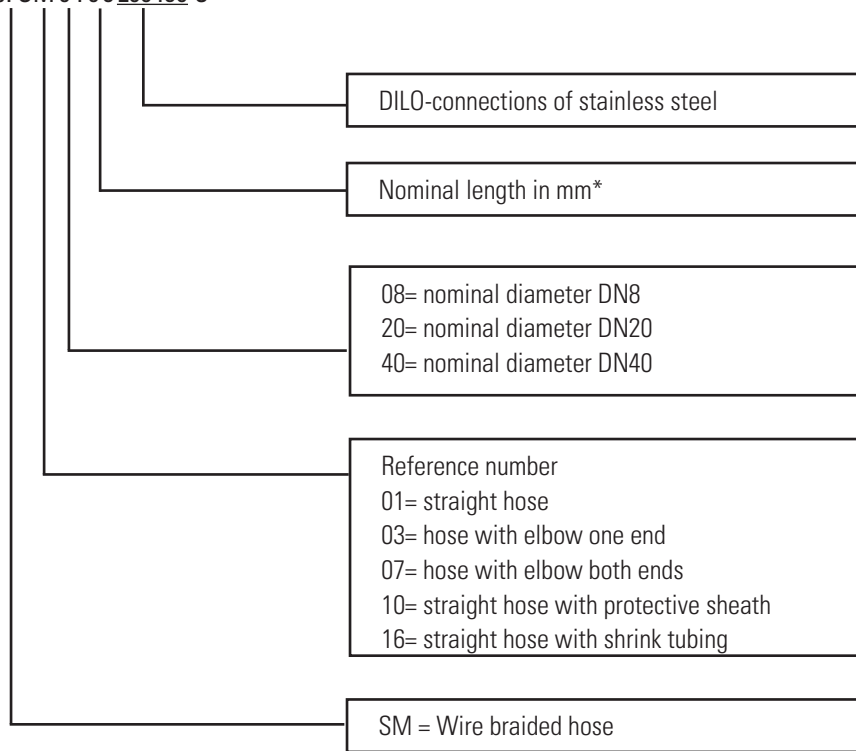 DILO-connections of stainless steel
Nominal length in mm*
08= nominal diameter DN8
20= nominal diameter DN20
40= nominal diameter DN40
Reference number
01= straight hose
03= hose with elbow one end
07= hose with elbow both ends
10= straight hose with protective sheath
16= straight hose with shrink tubing
SM = Wire braided hose